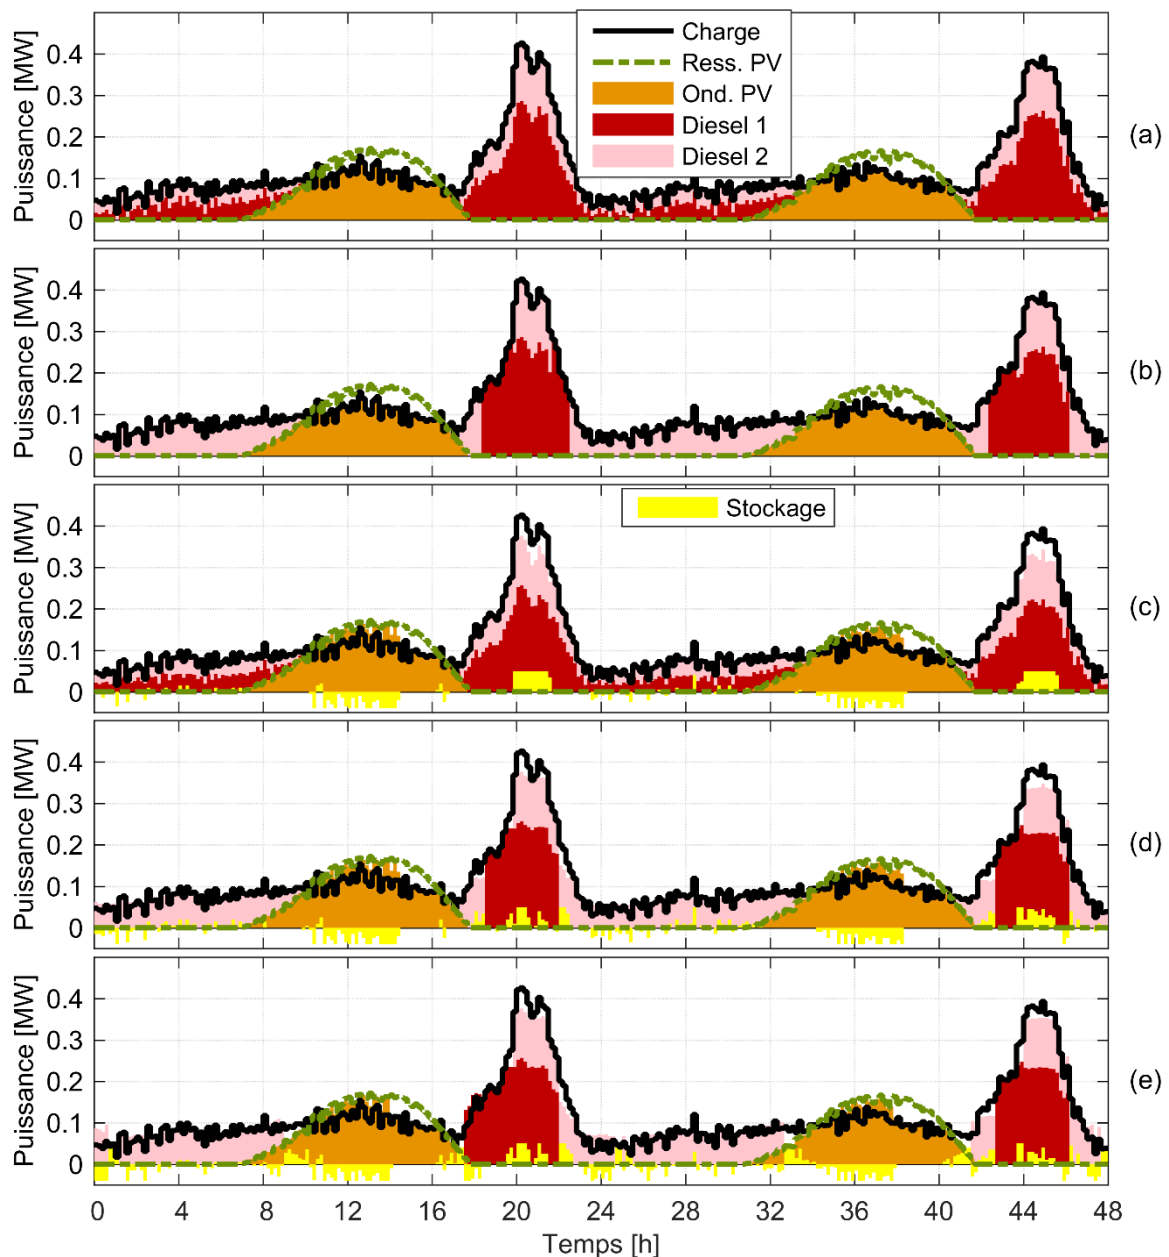 Charge
Ress. PV
Ond. PV
Diesel 1
Diesel 2
Puissance [MW]
0.4
0.3
0.2
0.1
0
(a)
Puissance [MW]
0.4
0.3
0.2
0.1
0
(b)
Stockage
Puissance [MW]
0.4
0.3
0.2
0.1
0
(c)
Puissance [MW]
0.4
0.3
0.2
0.1
0
(d)
Puissance [MW]
0.4
0.3
0.2
0.1
0
(e)
0 4 8 12 16 20 24 28 32 36 40 44 48
Temps [h]